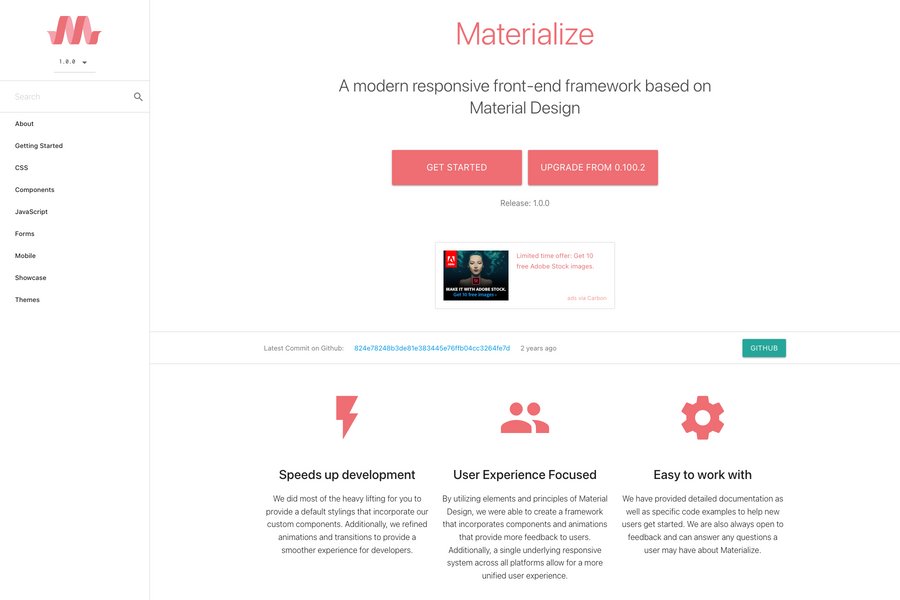 1.0.0
Search
About
Getting Started
CSS
Components
JavaScript
Forms
Mobile
Showcase
Themes
Materialize
A modern responsive front-end framework based on
Material Design
GET STARTED
UPGRADE FROM 0.100.2
Release: 1.0.0
Adobe
MAKE IT WITH ADOBE STOCK.
Get 10 free images ›
Limited time offer: Get 10
free Adobe Stock images.
ads via Carbon
Latest Commit on Github: 824e78248b3de81e383445e76ffb04cc3264fe7d 2 years ago
GITHUB
Speeds up development
We did most of the heavy lifting for you to
provide a default stylings that incorporate our
custom components. Additionally, we refined
animations and transitions to provide a
smoother experience for developers.
User Experience Focused
By utilizing elements and principles of Material
Design, we were able to create a framework
that incorporates components and animations
that provide more feedback to users.
Additionally, a single underlying responsive
system across all platforms allow for a more
unified user experience.
Easy to work with
We have provided detailed documentation as
well as specific code examples to help new
users get started. We are also always open to
feedback and can answer any questions a
user may have about Materialize.